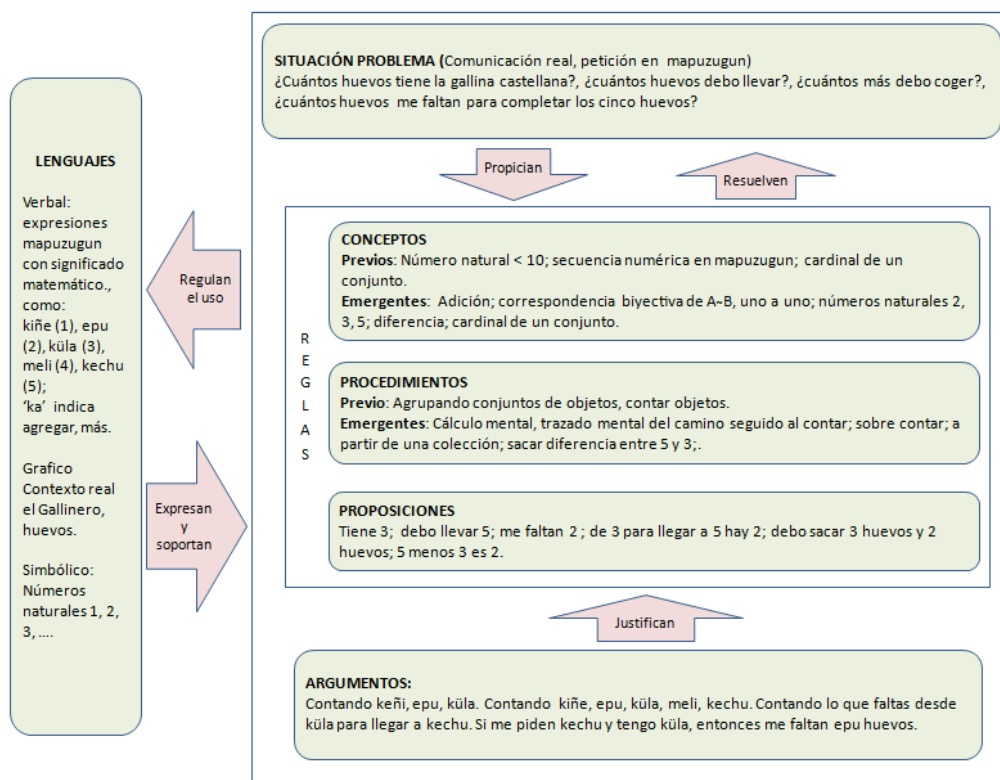 SITUACIÓN PROBLEMA (Comunicación real, petición en mapuzugun)
¿Cuántos huevos tiene la gallina castellana?, ¿cuántos huevos debo llevar?, ¿cuántos más debo coger?,
¿cuántos huevos me faltan para completar los cinco huevos?
LENGUAJES
Verbal:
expresiones
mapuzugun
con significado
matemático.,
como:
kiñe (1), epu
(2), küla (3),
meli (4), kechu
(5);
‘ka’ indica
agregar, más.
Grafico
Contexto real
el Gallinero,
huevos.
Simbólico:
Números
naturales 1, 2,
3, ….
Propician
Resuelven
Regulan
el uso
Expresan
y
soportan
R
E
G
L
A
S
CONCEPTOS
Previos: Número natural < 10; secuencia numérica en mapuzugun; cardinal de un
conjunto.
Emergentes: Adición; correspondencia biyectiva de A~B, uno a uno; números naturales 2,
3, 5; diferencia; cardinal de un conjunto.
PROCEDIMIENTOS
Previo: Agrupando conjuntos de objetos, contar objetos.
Emergentes: Cálculo mental, trazado mental del camino seguido al contar; sobre contar; a
partir de una colección; sacar diferencia entre 5 y 3;.
PROPOSICIONES
Tiene 3; debo llevar 5; me faltan 2 ; de 3 para llegar a 5 hay 2; debo sacar 3 huevos y 2
huevos; 5 menos 3 es 2.
Justifican
ARGUMENTOS:
Contando keñi, epu, küla. Contando kiñe, epu, küla, meli, kechu. Contando lo que faltas desde
küla para llegar a kechu. Si me piden kechu y tengo küla, entonces me faltan epu huevos.